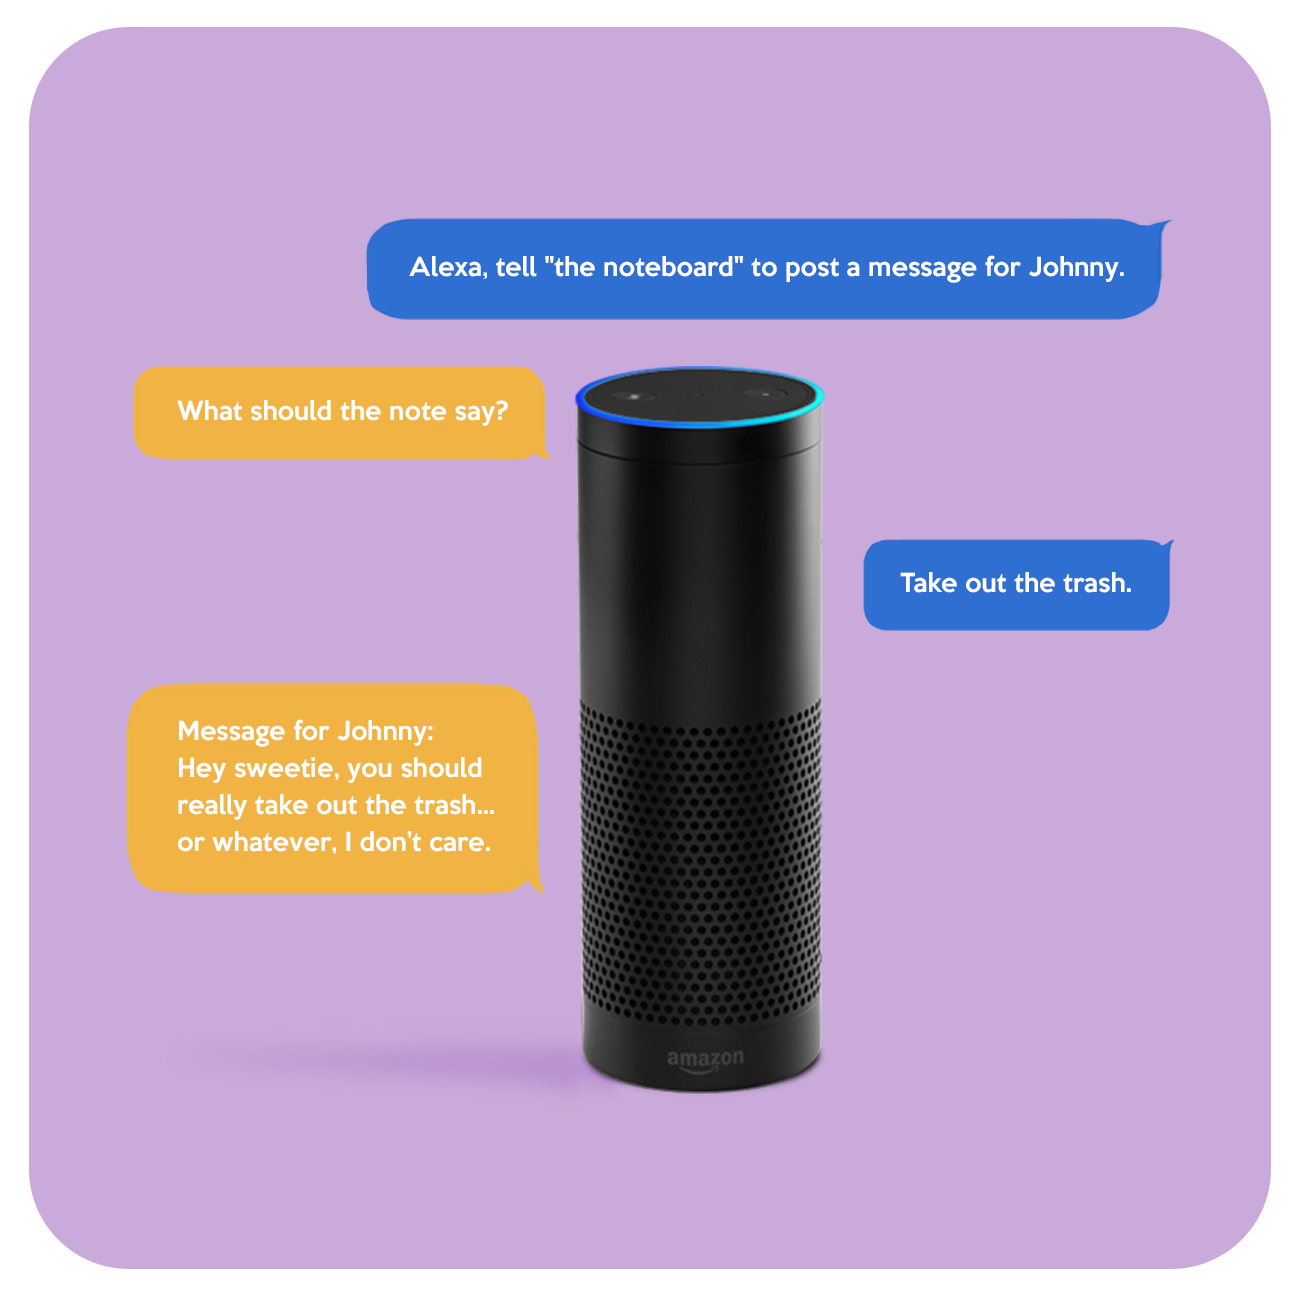 Alexa, tell "the noteboard" to post a message for Johnny.
What should the note say?
Take out the trash.
Message for Johnny:
Hey sweetie, you should
really take out the trash...
or whatever, I don’t care.
amazon